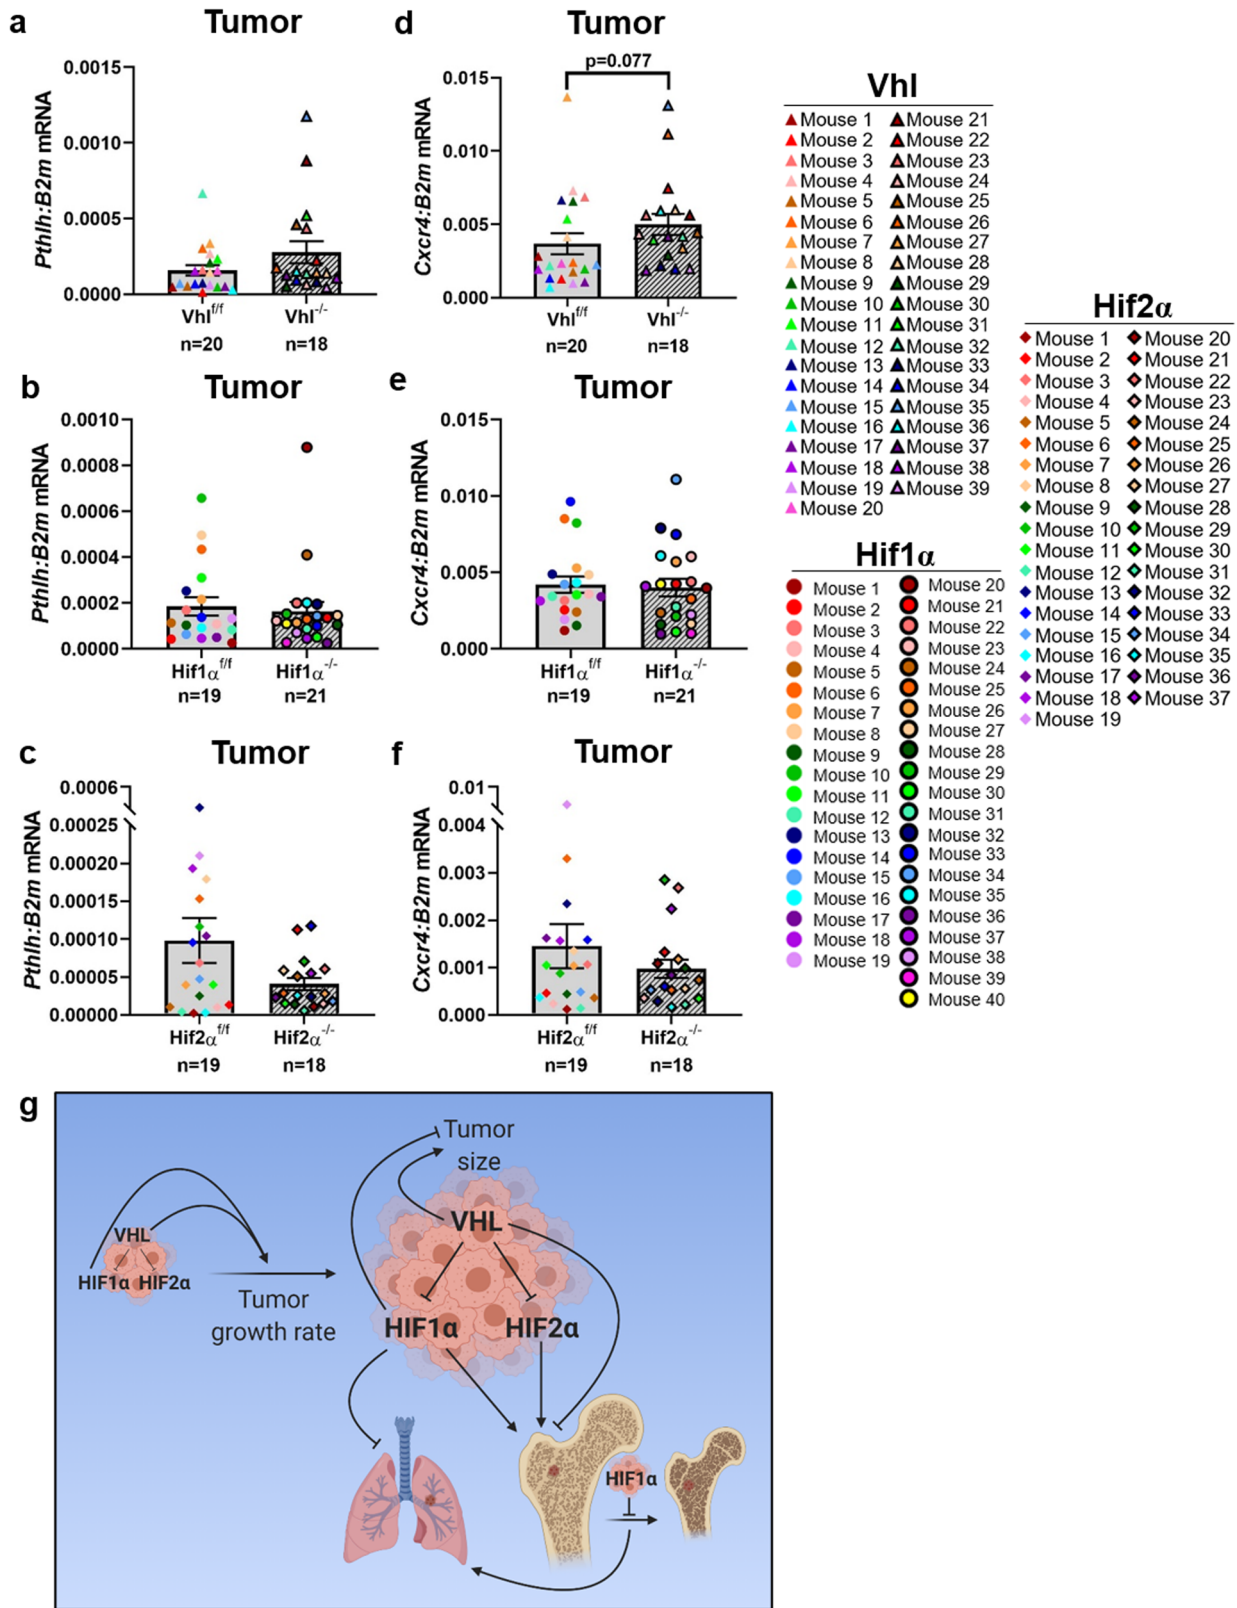 a
Tumor
Pthlh:B2m mRNA
0.0015
0.0010
0.0005
0.0000
Vhl^f/f
Vhl^-/-
n=20
n=18
d
Tumor
p=0.077
Cxcr4:B2m mRNA
0.015
0.010
0.005
0.000
Vhl^f/f
Vhl^-/-
n=20
n=18
b
Tumor
Pthlh:B2m mRNA
0.0010
0.0008
0.0006
0.0004
0.0002
0.0000
Hif1α^f/f
Hif1α^-/-
n=19
n=21
e
Tumor
Cxcr4:B2m mRNA
0.015
0.010
0.005
0.000
Hif1α^f/f
Hif1α^-/-
n=19
n=21
c
Tumor
Pthlh:B2m mRNA
0.0006
0.00025
0.00020
0.00015
0.00010
0.00005
0.00000
Hif2α^f/f
Hif2α^-/-
n=19
n=18
f
Tumor
Cxcr4:B2m mRNA
0.01
0.004
0.003
0.002
0.001
0.000
Hif2α^f/f
Hif2α^-/-
n=19
n=18
Vhl
Mouse 1 Mouse 21
Mouse 2 Mouse 22
Mouse 3 Mouse 23
Mouse 4 Mouse 24
Mouse 5 Mouse 25
Mouse 6 Mouse 26
Mouse 7 Mouse 27
Mouse 8 Mouse 28
Mouse 9 Mouse 29
Mouse 10 Mouse 30
Mouse 11 Mouse 31
Mouse 12 Mouse 32
Mouse 13 Mouse 33
Mouse 14 Mouse 34
Mouse 15 Mouse 35
Mouse 16 Mouse 36
Mouse 17 Mouse 37
Mouse 18 Mouse 38
Mouse 19 Mouse 39
Mouse 20
Hif1α
Mouse 1 Mouse 20
Mouse 2 Mouse 21
Mouse 3 Mouse 22
Mouse 4 Mouse 23
Mouse 5 Mouse 24
Mouse 6 Mouse 25
Mouse 7 Mouse 26
Mouse 8 Mouse 27
Mouse 9 Mouse 28
Mouse 10 Mouse 29
Mouse 11 Mouse 30
Mouse 12 Mouse 31
Mouse 13 Mouse 32
Mouse 14 Mouse 33
Mouse 15 Mouse 34
Mouse 16 Mouse 35
Mouse 17 Mouse 36
Mouse 18 Mouse 37
Mouse 19 Mouse 38
Mouse 39
Mouse 40
Hif2α
Mouse 1 Mouse 20
Mouse 2 Mouse 21
Mouse 3 Mouse 22
Mouse 4 Mouse 23
Mouse 5 Mouse 24
Mouse 6 Mouse 25
Mouse 7 Mouse 26
Mouse 8 Mouse 27
Mouse 9 Mouse 28
Mouse 10 Mouse 29
Mouse 11 Mouse 30
Mouse 12 Mouse 31
Mouse 13 Mouse 32
Mouse 14 Mouse 33
Mouse 15 Mouse 34
Mouse 16 Mouse 35
Mouse 17 Mouse 36
Mouse 18 Mouse 37
Mouse 19
g
Tumor
size
VHL
VHL
HIF1α HIF2α
Tumor
growth rate
HIF1α HIF2α
HIF1α